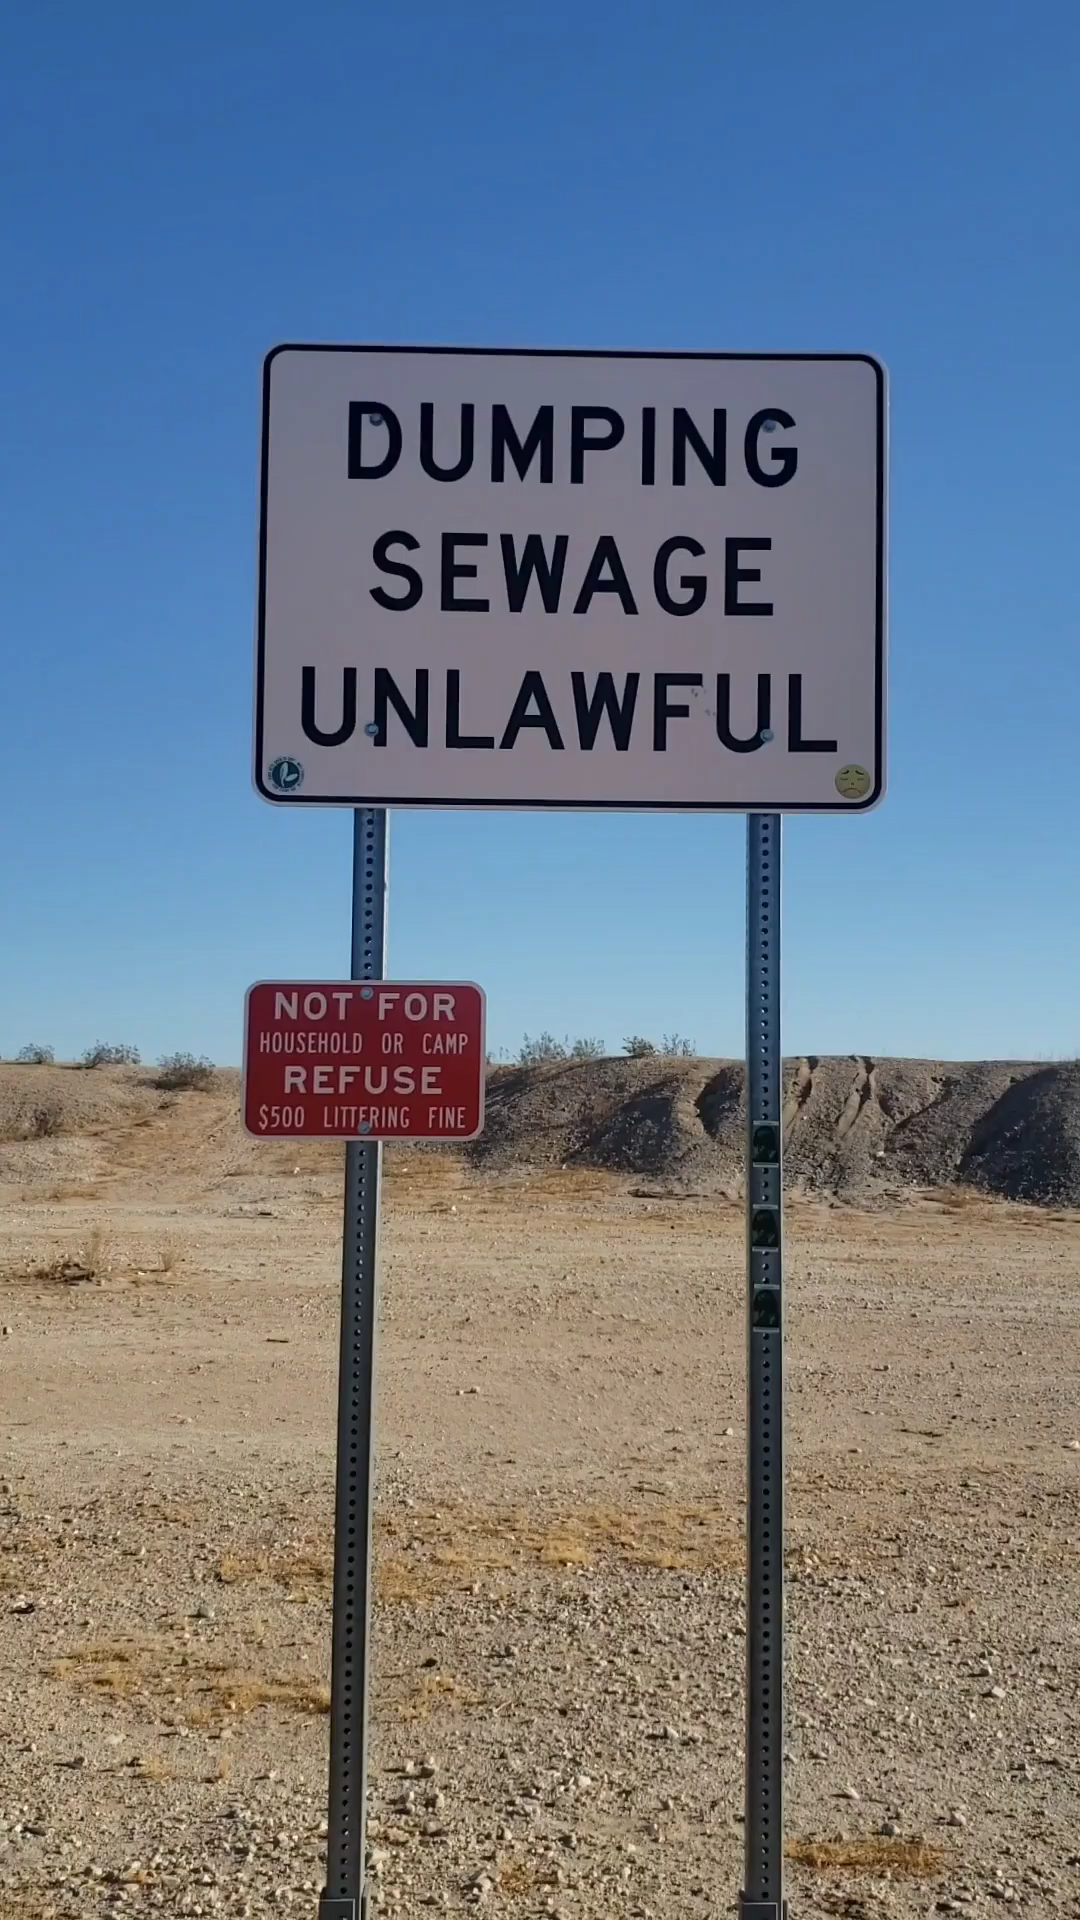 DUMPING
SEWAGE
UNLAWFUL
NOT FOR
HOUSEHOLD OR CAMP
REFUSE
$500 LITTERING FINE